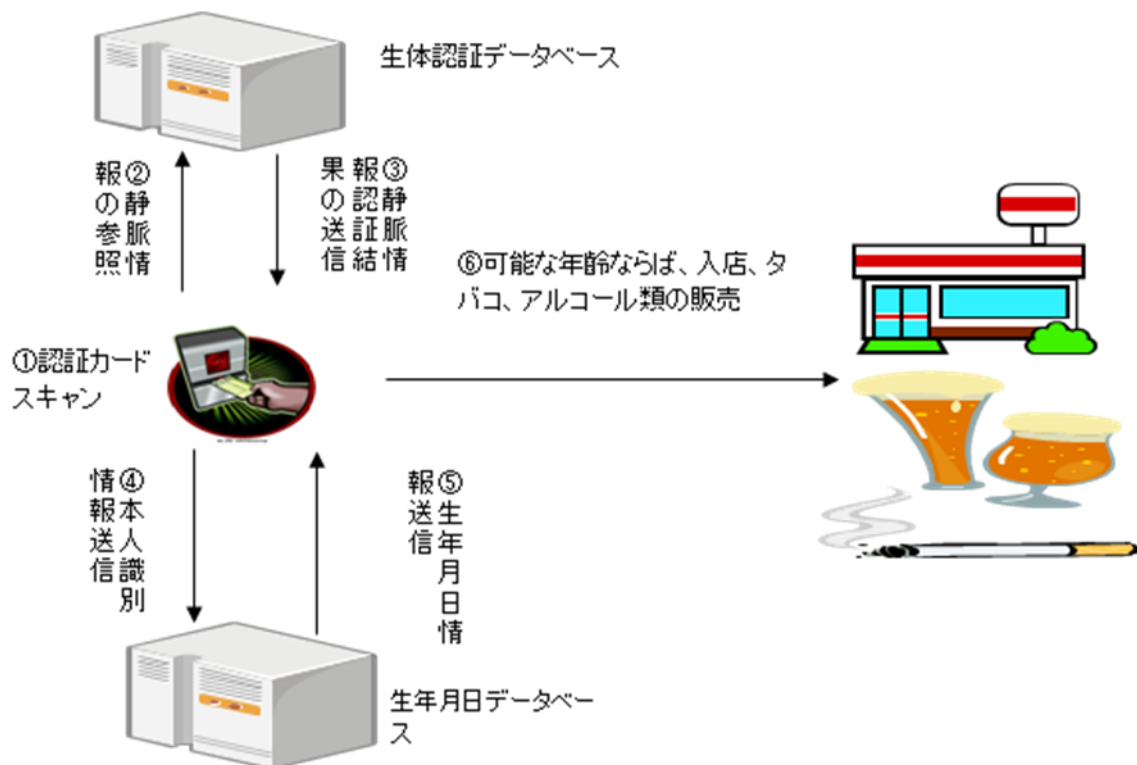 生体認証データベース
②静脈情
報の参照
③静脈情
報認証結
果の送信
⑥可能な年齢ならば、入店、タ
バコ、アルコール類の販売
①認証カード
スキャン
④本人識別
情報送信
⑤生年月日情
報送信
生年月日データベー
ス